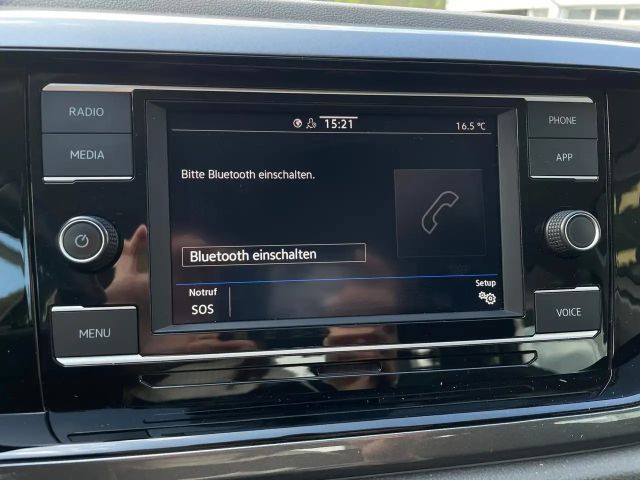 RADIO
MEDIA
MENU
15:21
16.5 °C
Bitte Bluetooth einschalten.
Bluetooth einschalten
Notruf
SOS
Setup
PHONE
APP
VOICE